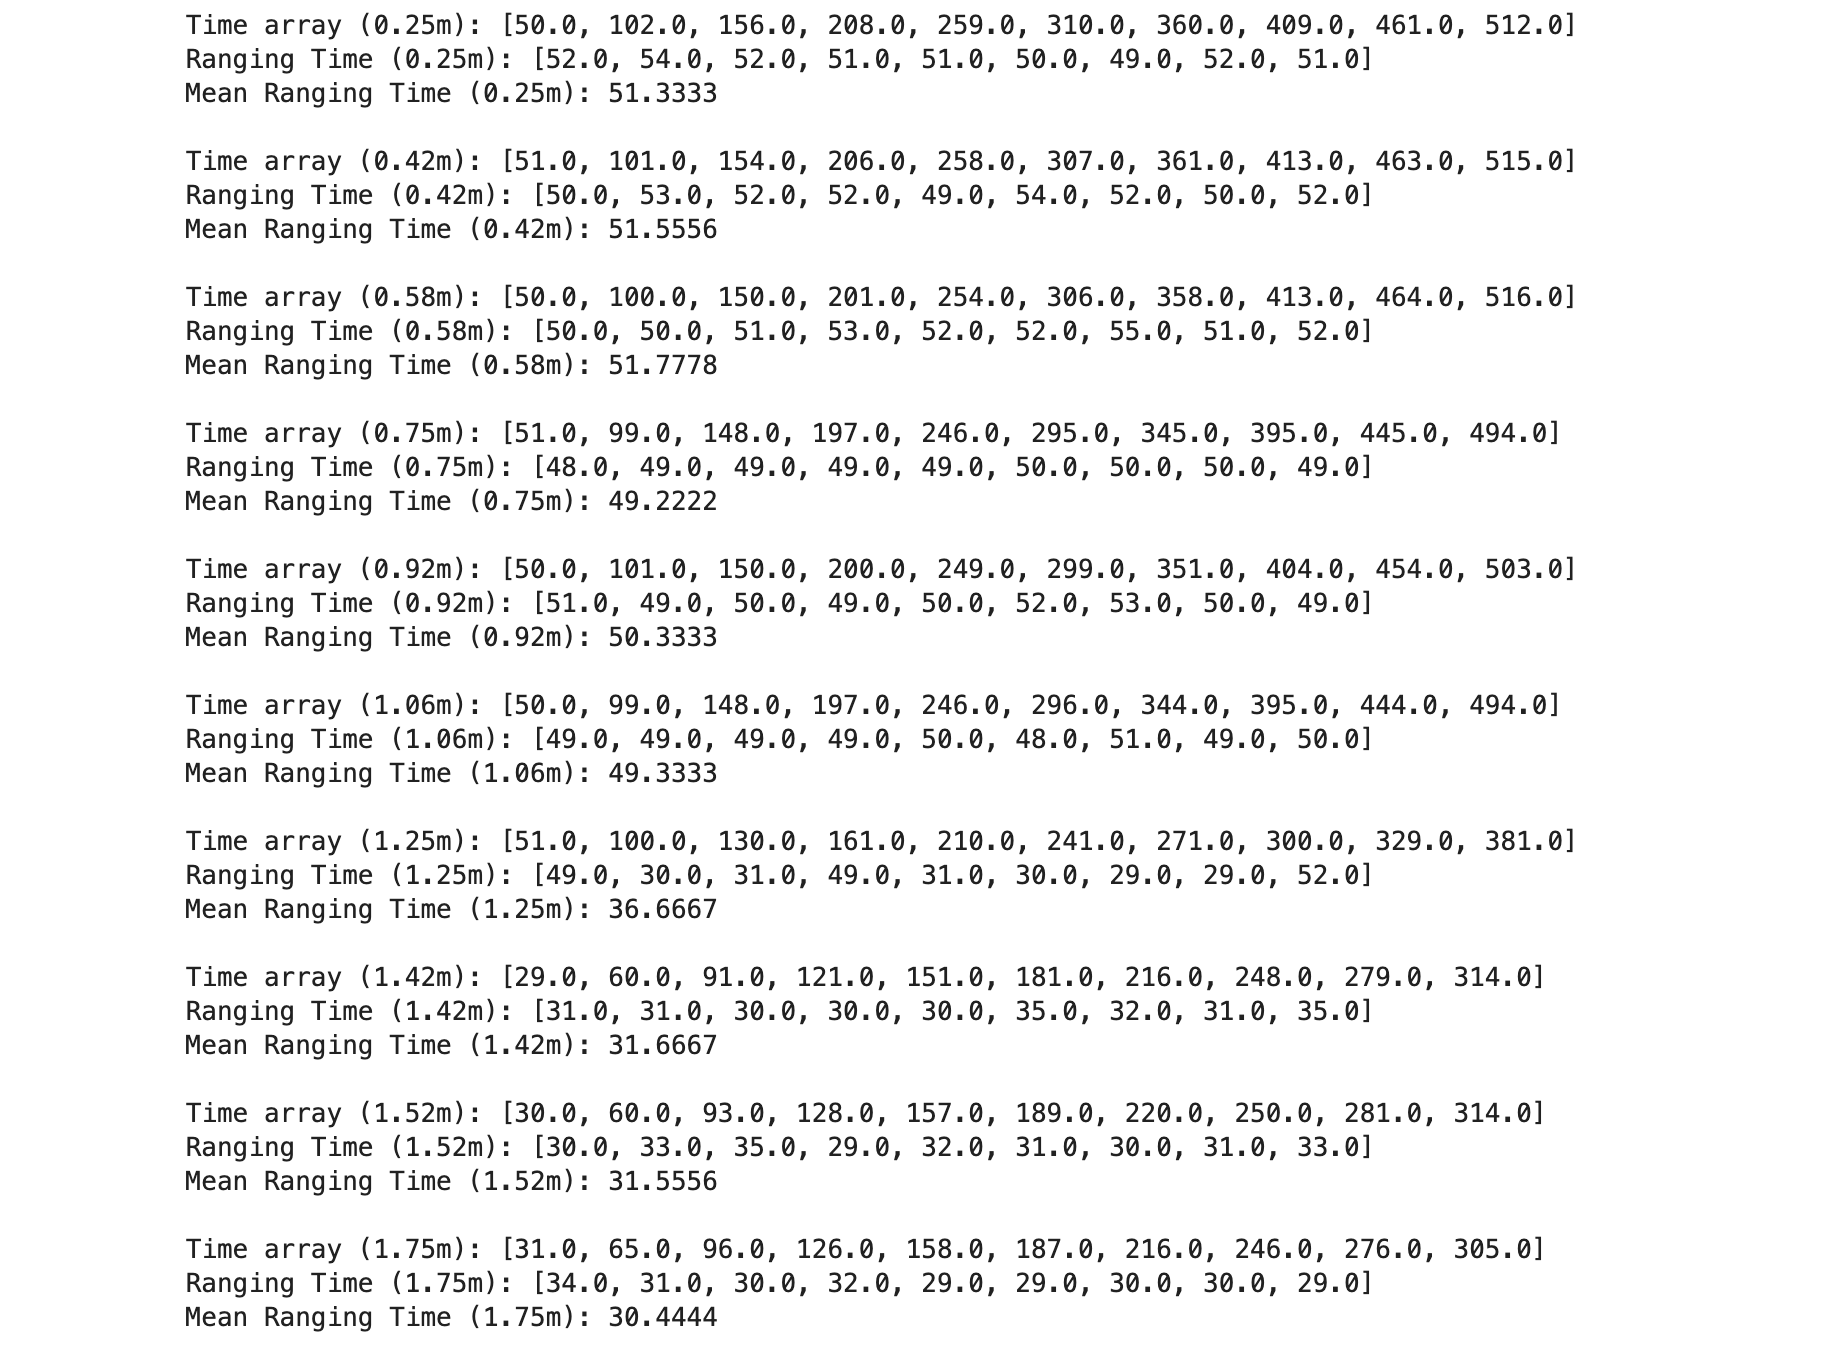 Time array (0.25m): [50.0, 102.0, 156.0, 208.0, 259.0, 310.0, 360.0, 409.0, 461.0, 512.0]
Ranging Time (0.25m): [52.0, 54.0, 52.0, 51.0, 51.0, 50.0, 49.0, 52.0, 51.0]
Mean Ranging Time (0.25m): 51.3333
Time array (0.42m): [51.0, 101.0, 154.0, 206.0, 258.0, 307.0, 361.0, 413.0, 463.0, 515.0]
Ranging Time (0.42m): [50.0, 53.0, 52.0, 52.0, 49.0, 54.0, 52.0, 50.0, 52.0]
Mean Ranging Time (0.42m): 51.5556
Time array (0.58m): [50.0, 100.0, 150.0, 201.0, 254.0, 306.0, 358.0, 413.0, 464.0, 516.0]
Ranging Time (0.58m): [50.0, 50.0, 51.0, 53.0, 52.0, 52.0, 55.0, 51.0, 52.0]
Mean Ranging Time (0.58m): 51.7778
Time array (0.75m): [51.0, 99.0, 148.0, 197.0, 246.0, 295.0, 345.0, 395.0, 445.0, 494.0]
Ranging Time (0.75m): [48.0, 49.0, 49.0, 49.0, 49.0, 50.0, 50.0, 50.0, 49.0]
Mean Ranging Time (0.75m): 49.2222
Time array (0.92m): [50.0, 101.0, 150.0, 200.0, 249.0, 299.0, 351.0, 404.0, 454.0, 503.0]
Ranging Time (0.92m): [51.0, 49.0, 50.0, 49.0, 50.0, 52.0, 53.0, 50.0, 49.0]
Mean Ranging Time (0.92m): 50.3333
Time array (1.06m): [50.0, 99.0, 148.0, 197.0, 246.0, 296.0, 344.0, 395.0, 444.0, 494.0]
Ranging Time (1.06m): [49.0, 49.0, 49.0, 49.0, 50.0, 48.0, 51.0, 49.0, 50.0]
Mean Ranging Time (1.06m): 49.3333
Time array (1.25m): [51.0, 100.0, 130.0, 161.0, 210.0, 241.0, 271.0, 300.0, 329.0, 381.0]
Ranging Time (1.25m): [49.0, 30.0, 31.0, 49.0, 31.0, 30.0, 29.0, 29.0, 52.0]
Mean Ranging Time (1.25m): 36.6667
Time array (1.42m): [29.0, 60.0, 91.0, 121.0, 151.0, 181.0, 216.0, 248.0, 279.0, 314.0]
Ranging Time (1.42m): [31.0, 31.0, 30.0, 30.0, 30.0, 35.0, 32.0, 31.0, 35.0]
Mean Ranging Time (1.42m): 31.6667
Time array (1.52m): [30.0, 60.0, 93.0, 128.0, 157.0, 189.0, 220.0, 250.0, 281.0, 314.0]
Ranging Time (1.52m): [30.0, 33.0, 35.0, 29.0, 32.0, 31.0, 30.0, 31.0, 33.0]
Mean Ranging Time (1.52m): 31.5556
Time array (1.75m): [31.0, 65.0, 96.0, 126.0, 158.0, 187.0, 216.0, 246.0, 276.0, 305.0]
Ranging Time (1.75m): [34.0, 31.0, 30.0, 32.0, 29.0, 29.0, 30.0, 30.0, 29.0]
Mean Ranging Time (1.75m): 30.4444